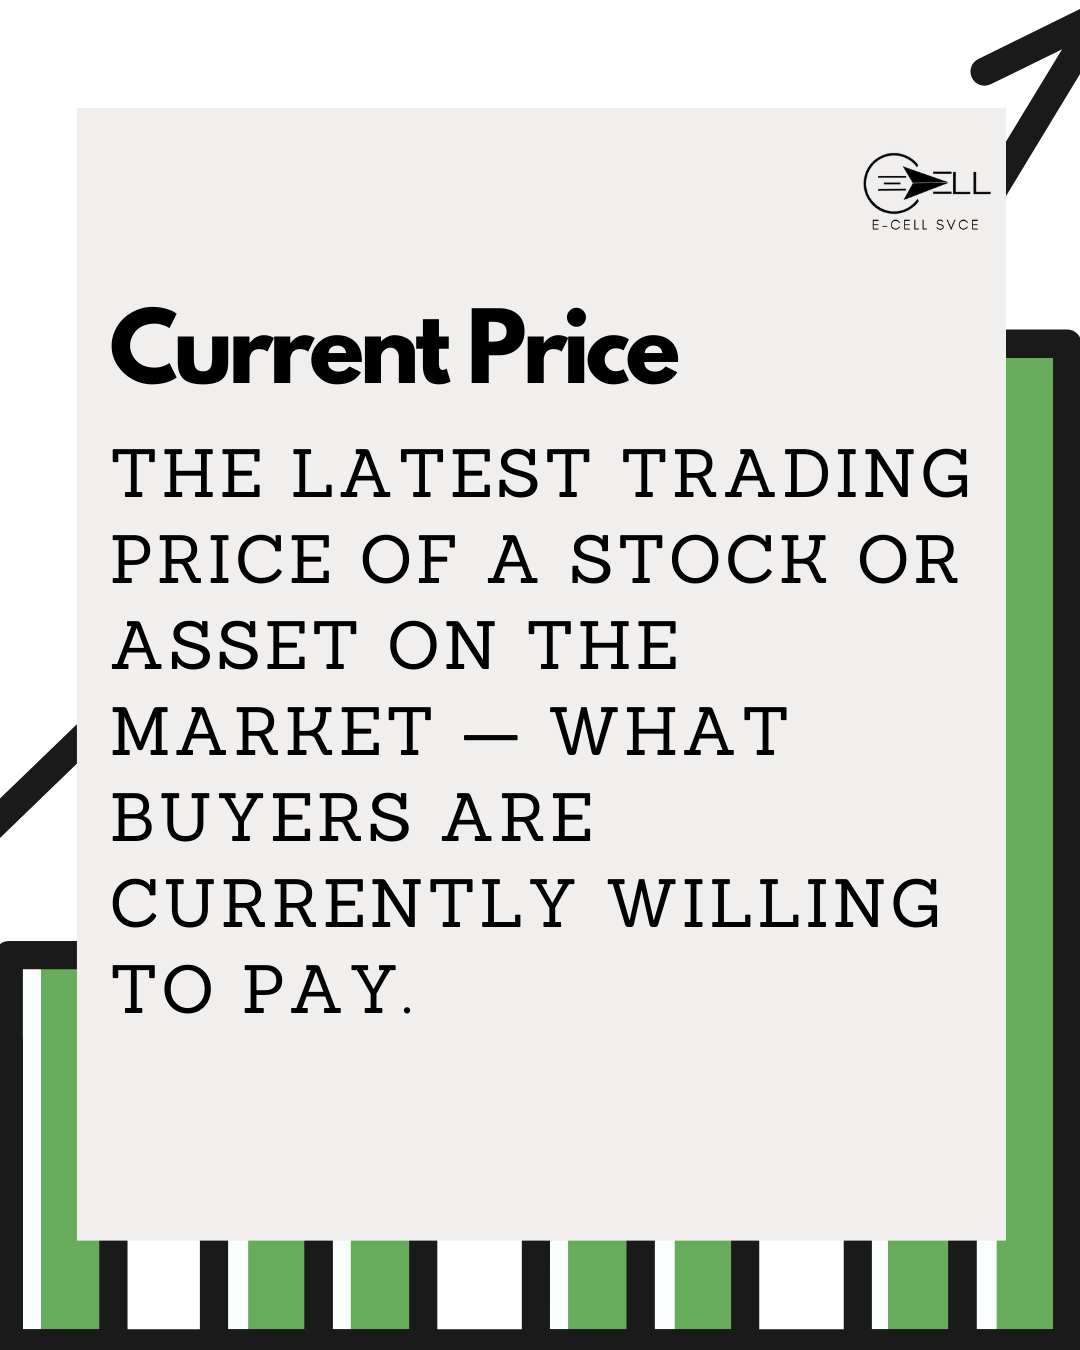 ELL
E-CELL SVCE
Current Price
THE LATEST TRADING
PRICE OF A STOCK OR
ASSET ON THE
MARKET — WHAT
BUYERS ARE
CURRENTLY WILLING
TO PAY.